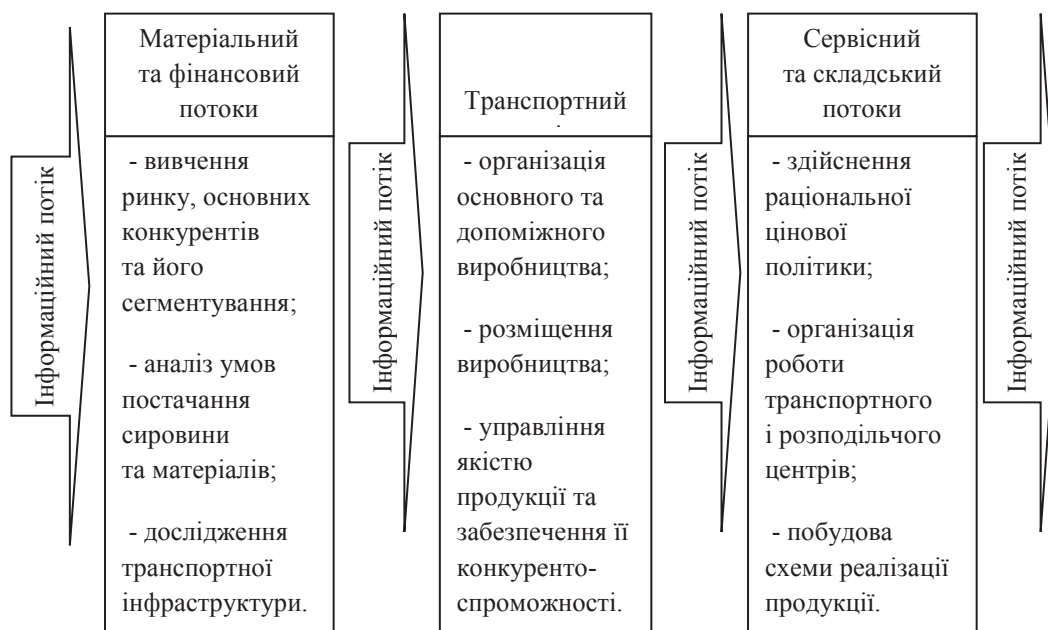 Інформаційний потік
Матеріальний
та фінансовий
потоки
- вивчення
ринку, основних
конкурентів
та його
сегментування;
- аналіз умов
постачання
сировини
та матеріалів;
- дослідження
транспортної
інфраструктури.
Інформаційний потік
Транспортний
- організація
основного та
допоміжного
виробництва;
- розміщення
виробництва;
- управління
якістю
продукції та
забезпечення її
конкуренто-
спроможності.
Інформаційний потік
Сервісний
та складський
потоки
- здійснення
раціональної
цінової
політики;
- організація
роботи
транспортного
і розподільчого
центрів;
- побудова
схеми реалізації
продукції.
Інформаційний потік